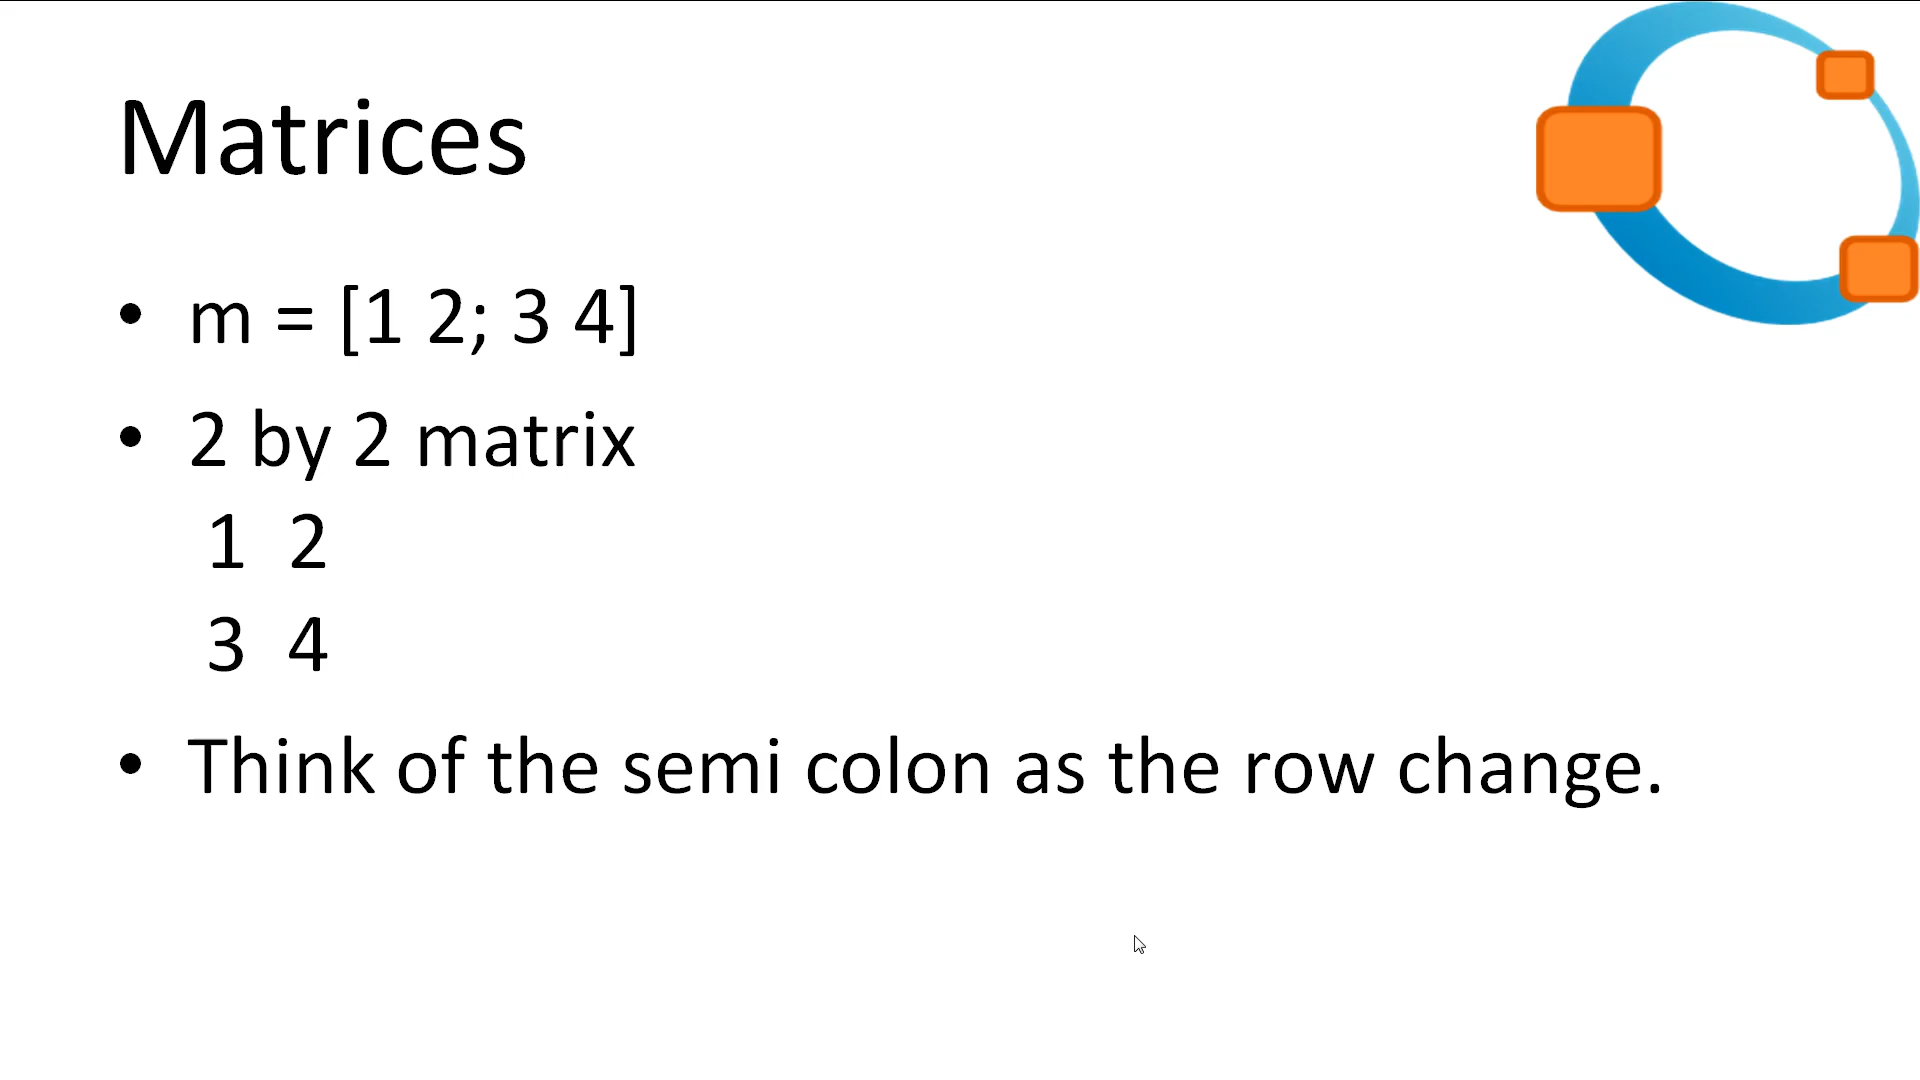 Matrices
• m = [1 2; 3 4]
• 2 by 2 matrix
1 2
3 4
• Think of the semi colon as the row change.